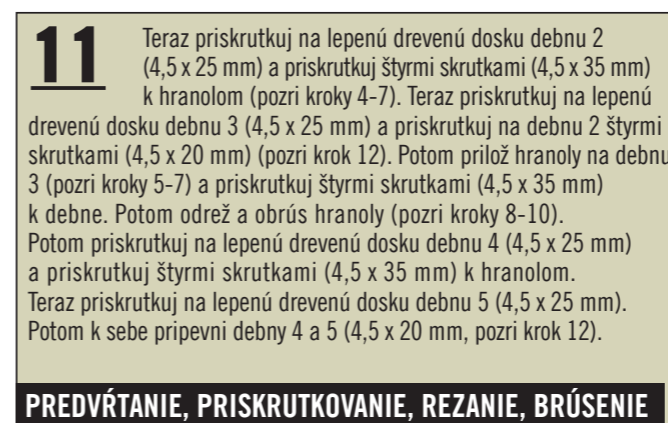 11
Teraz priskrutkuj na lepenú drevenú dosku debnu 2
(4,5 x 25 mm) a priskrutkuj štyrmi skrutkami (4,5 x 35 mm)
k hranolom (pozri kroky 4-7). Teraz priskrutkuj na lepenú
drevenú dosku debnu 3 (4,5 x 25 mm) a priskrutkuj na debnu 2 štyrmi
skrutkami (4,5 x 20 mm) (pozri krok 12). Potom prilož hranoly na debnu
3 (pozri kroky 5-7) a priskrutkuj štyrmi skrutkami (4,5 x 35 mm)
k debne. Potom odrež a obrús hranoly (pozri kroky 8-10).
Potom priskrutkuj na lepenú drevenú dosku debnu 4 (4,5 x 25 mm)
a priskrutkuj štyrmi skrutkami (4,5 x 35 mm) k hranolom.
Teraz priskrutkuj na lepenú drevenú dosku debnu 5 (4,5 x 25 mm).
Potom k sebe pripevni debny 4 a 5 (4,5 x 20 mm, pozri krok 12).
PREDVŔTANIE, PRISKRUTKOVANIE, REZANIE, BRÚSENIE